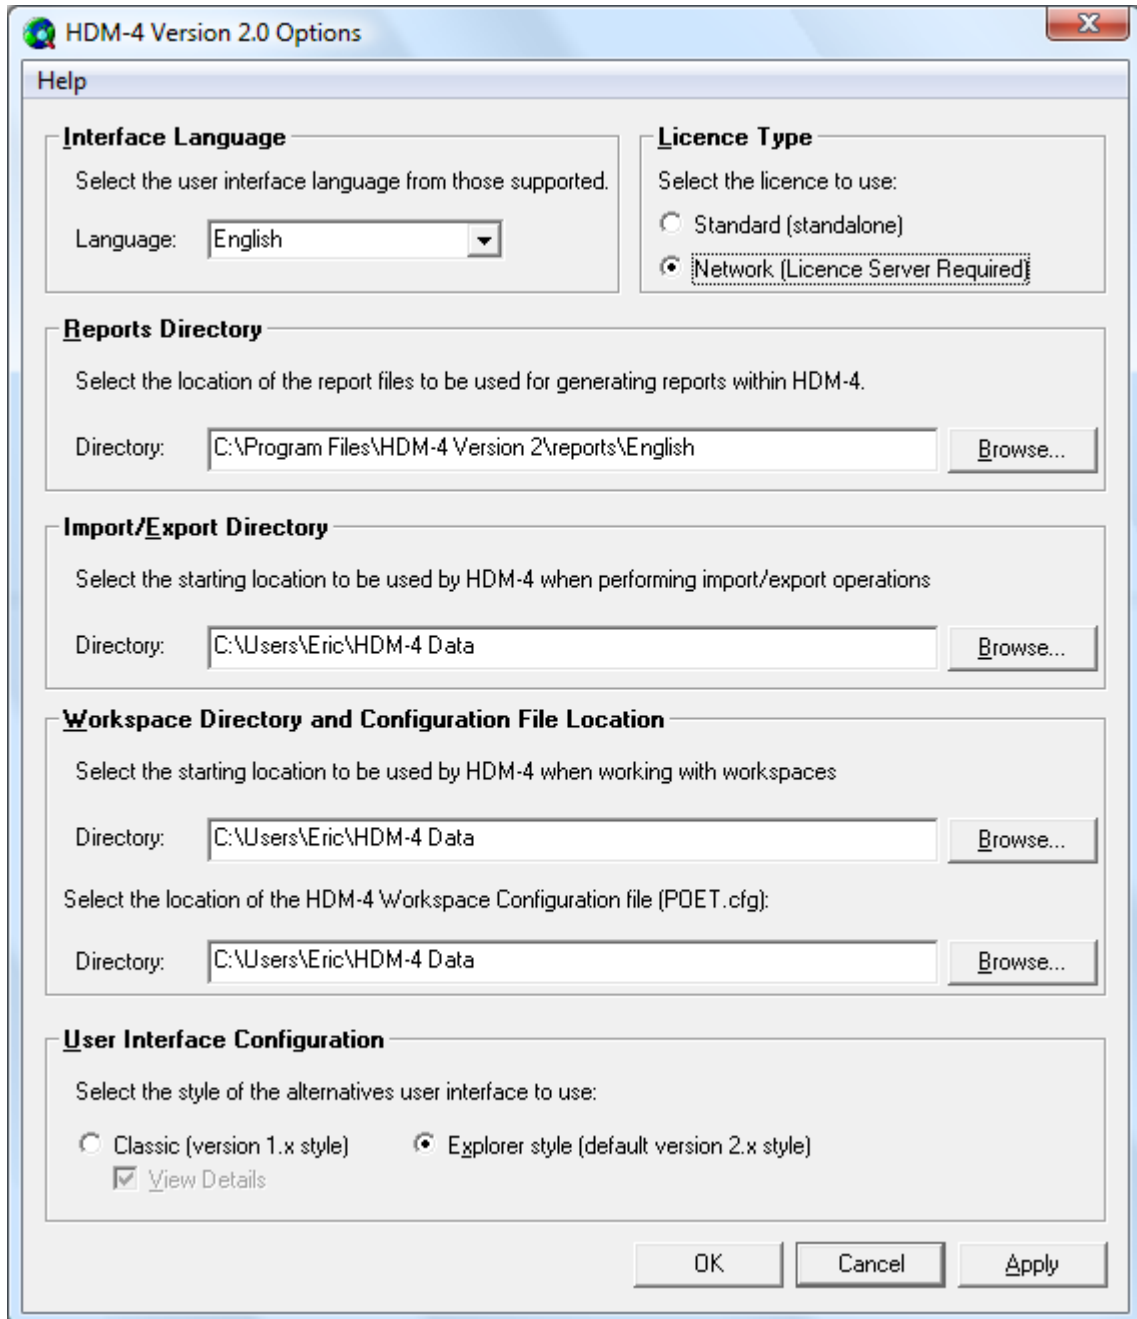 HDM-4 Version 2.0 Options
Help
Interface Language
Select the user interface language from those supported.
Language: English
Licence Type
Select the licence to use:
Standard (standalone)
Network (Licence Server Required)
Reports Directory
Select the location of the report files to be used for generating reports within HDM-4.
Directory: C:\Program Files\HDM-4 Version 2\reports\English Browse...
Import/Export Directory
Select the starting location to be used by HDM-4 when performing import/export operations
Directory: C:\Users\Eric\HDM-4 Data Browse...
Workspace Directory and Configuration File Location
Select the starting location to be used by HDM-4 when working with workspaces
Directory: C:\Users\Eric\HDM-4 Data Browse...
Select the location of the HDM-4 Workspace Configuration file (POET.cfg):
Directory: C:\Users\Eric\HDM-4 Data Browse...
User Interface Configuration
Select the style of the alternatives user interface to use:
Classic (version 1.x style) Explorer style (default version 2.x style)
View Details
OK Cancel Apply